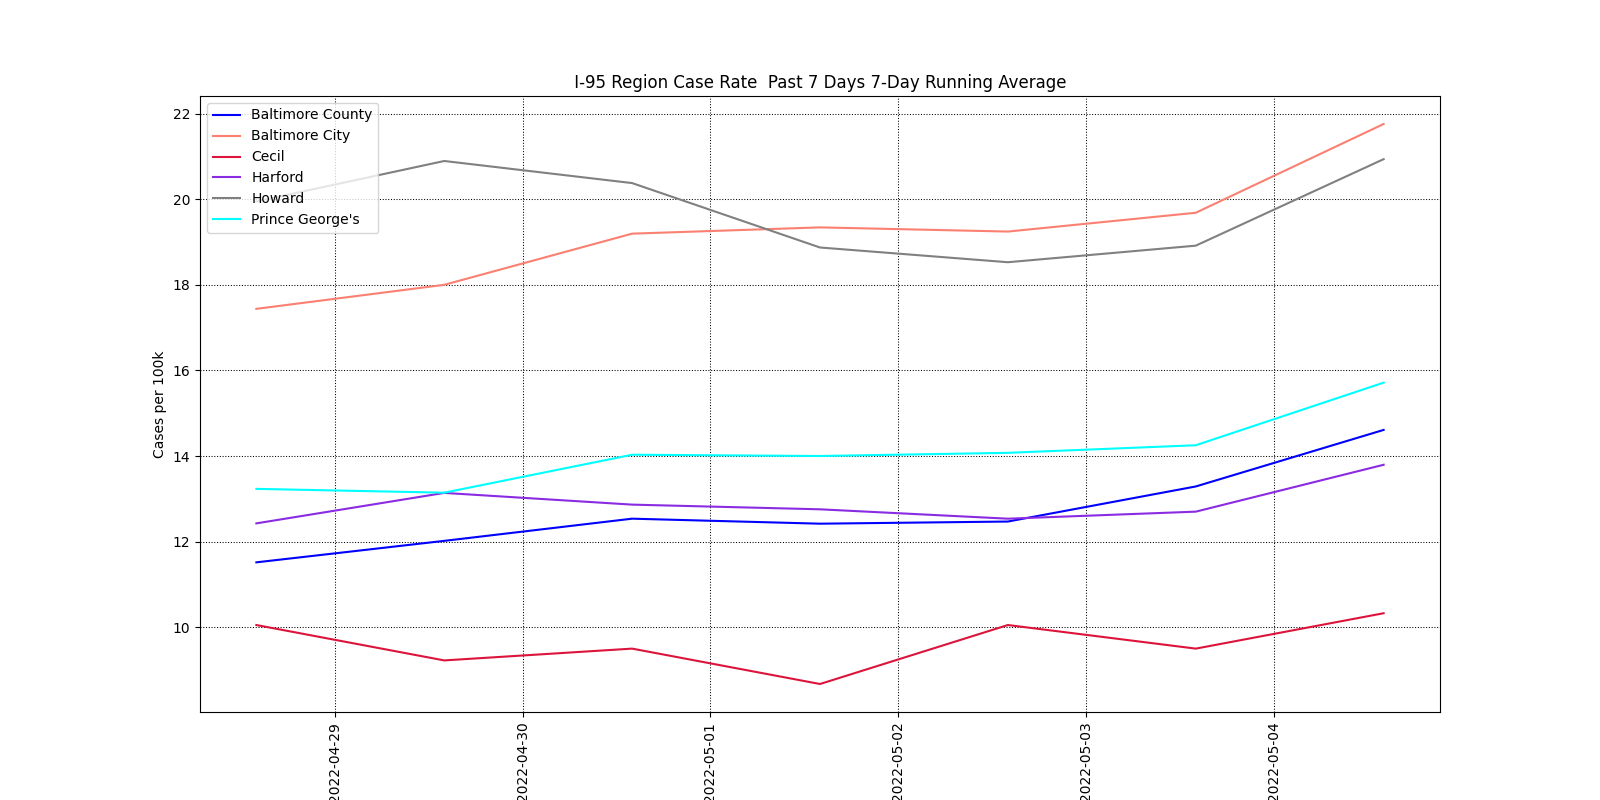 I-95 Region Case Rate  Past 7 Days 7-Day Running Average
Baltimore County
Baltimore City
Cecil
Harford
Howard
Prince George's
Cases per 100k
22
20
18
16
14
12
10
2022-04-29
2022-04-30
2022-05-01
2022-05-02
2022-05-03
2022-05-04